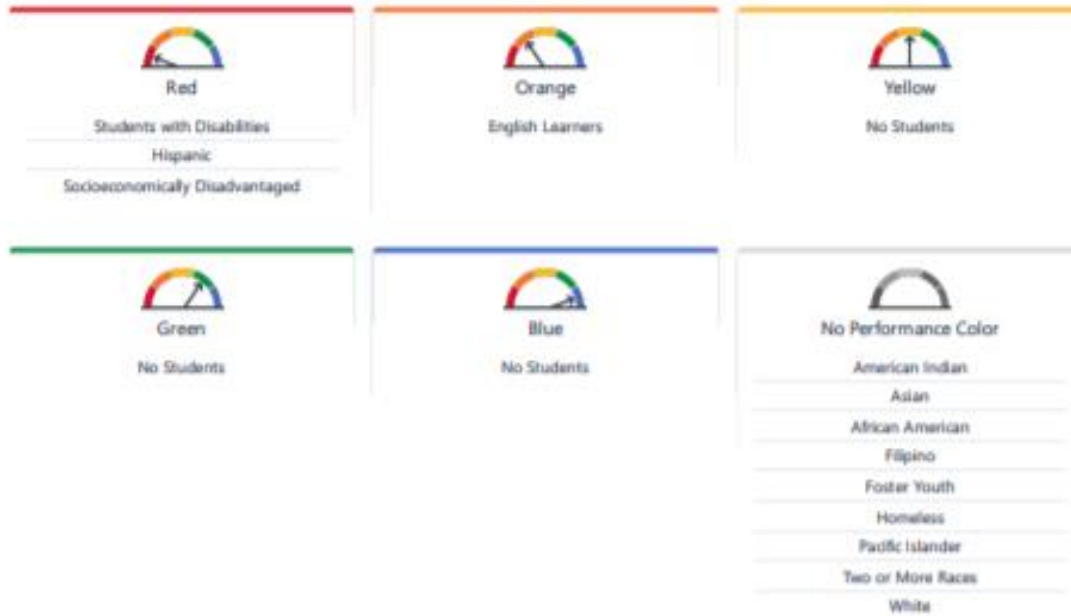 Red
Students with Disabilities
Hispanic
Socioeconomically Disadvantaged
Orange
English Learners
Yellow
No Students
Green
No Students
Blue
No Students
No Performance Color
American Indian
Asian
African American
Filipino
Foster Youth
Homeless
Pacific Islander
Two or More Races
White